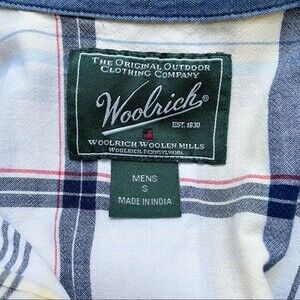 THE ORIGINAL OUTDOOR
CLOTHING COMPANY
Woolrich®
EST. 1830
WOOLRICH WOOLEN MILLS
WOOLRICH, PENNSYLVANIA
MENS
S
MADE IN INDIA